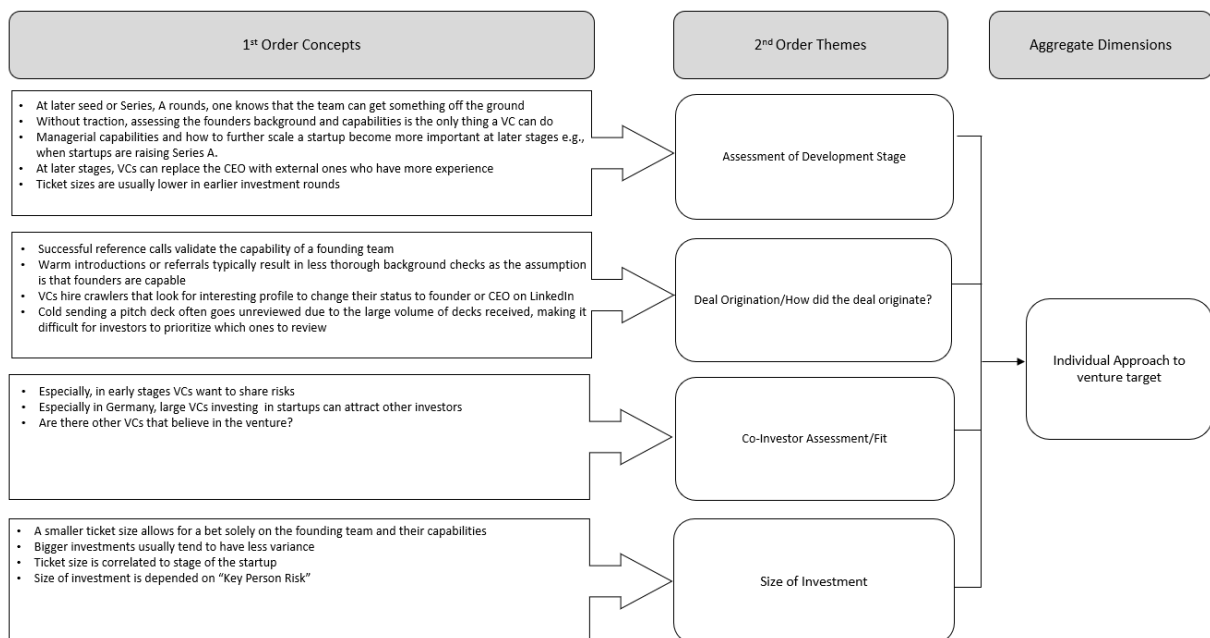 1st Order Concepts
2nd Order Themes
Aggregate Dimensions
• At later seed or Series, A rounds, one knows that the team can get something off the ground
• Without traction, assessing the founders background and capabilities is the only thing a VC can do
• Managerial capabilities and how to further scale a startup become more important at later stages e.g.,
when startups are raising Series A.
• At later stages, VCs can replace the CEO with external ones who have more experience
• Ticket sizes are usually lower in earlier investment rounds
Assessment of Development Stage
• Successful reference calls validate the capability of a founding team
• Warm introductions or referrals typically result in less thorough background checks as the assumption
is that founders are capable
• VCs hire crawlers that look for interesting profile to change their status to founder or CEO on LinkedIn
• Cold sending a pitch deck often goes unreviewed due to the large volume of decks received, making it
difficult for investors to prioritize which ones to review
Deal Origination/How did the deal originate?
Individual Approach to
venture target
• Especially, in early stages VCs want to share risks
• Especially in Germany, large VCs investing in startups can attract other investors
• Are there other VCs that believe in the venture?
Co-Investor Assessment/Fit
• A smaller ticket size allows for a bet solely on the founding team and their capabilities
• Bigger investments usually tend to have less variance
• Ticket size is correlated to stage of the startup
• Size of investment is depended on “Key Person Risk”
Size of Investment